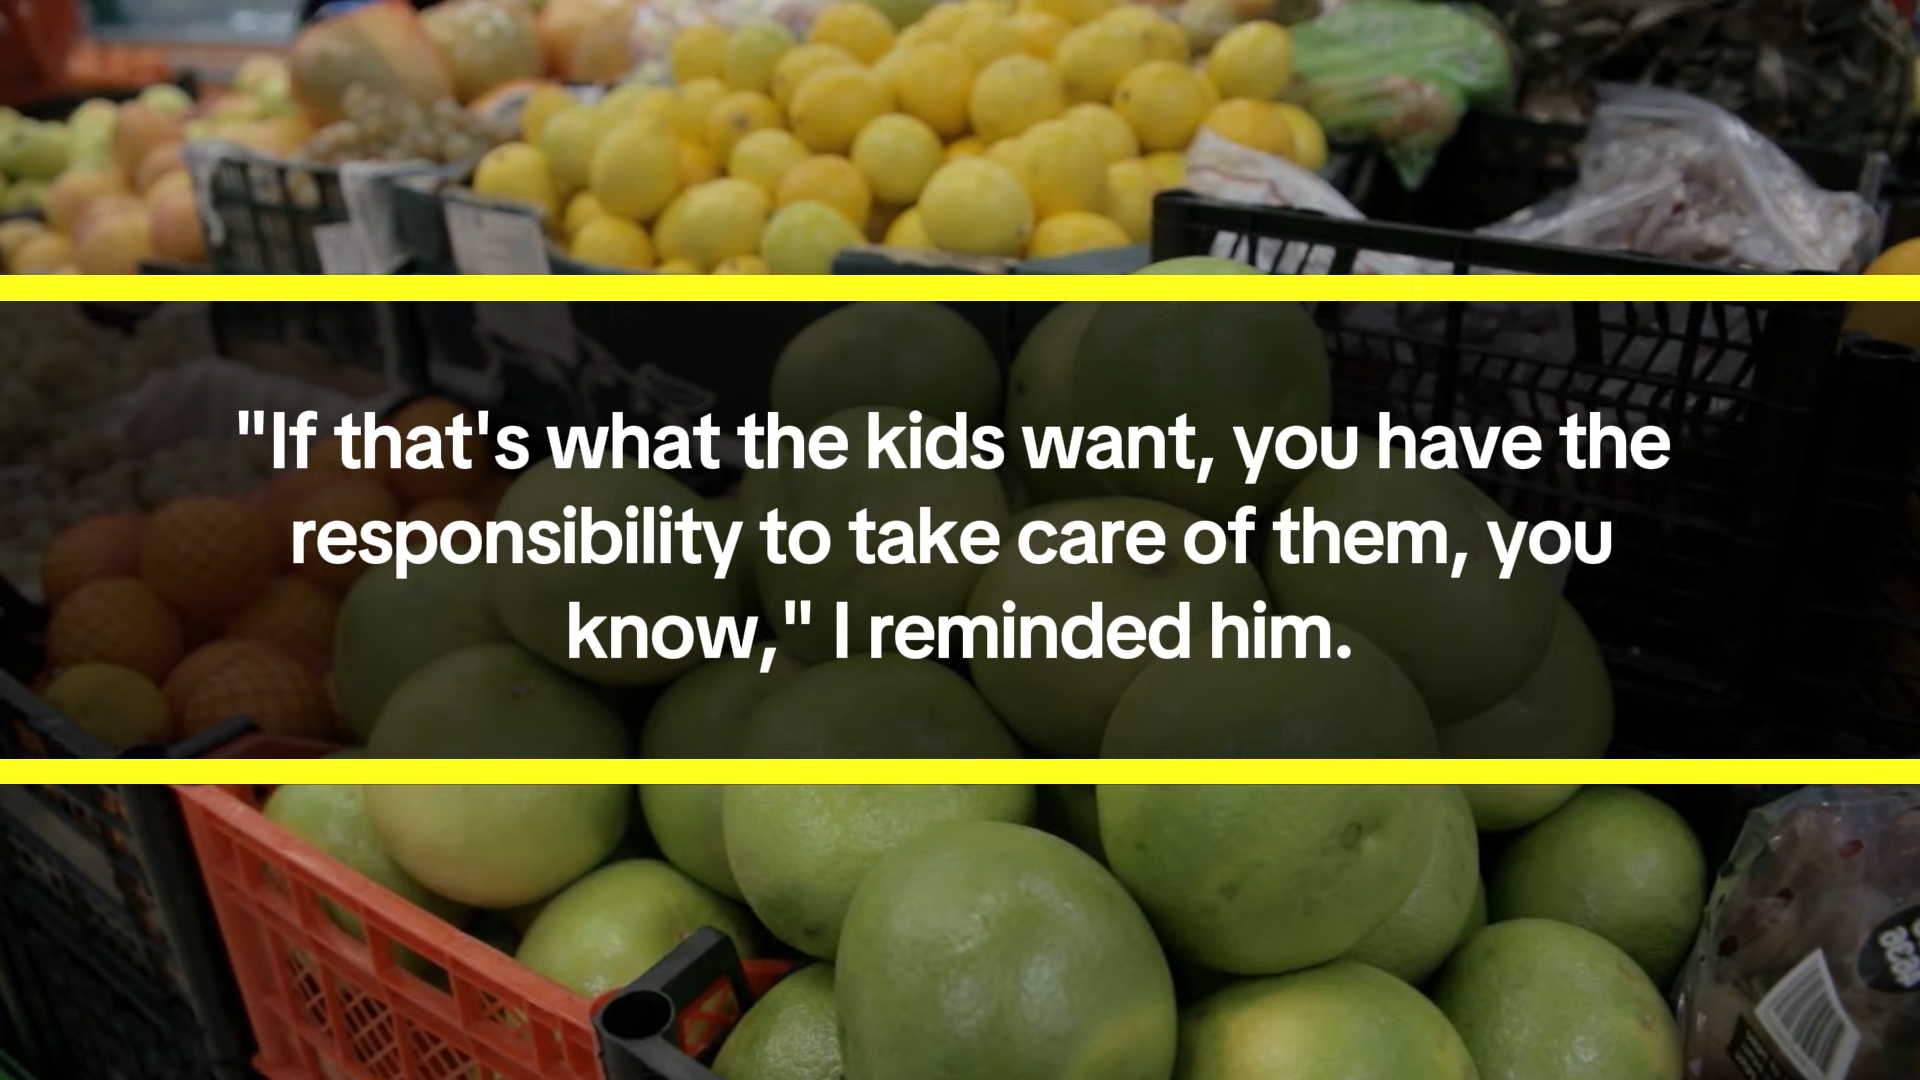 "If that's what the kids want, you have the
responsibility to take care of them, you
know," I reminded him.